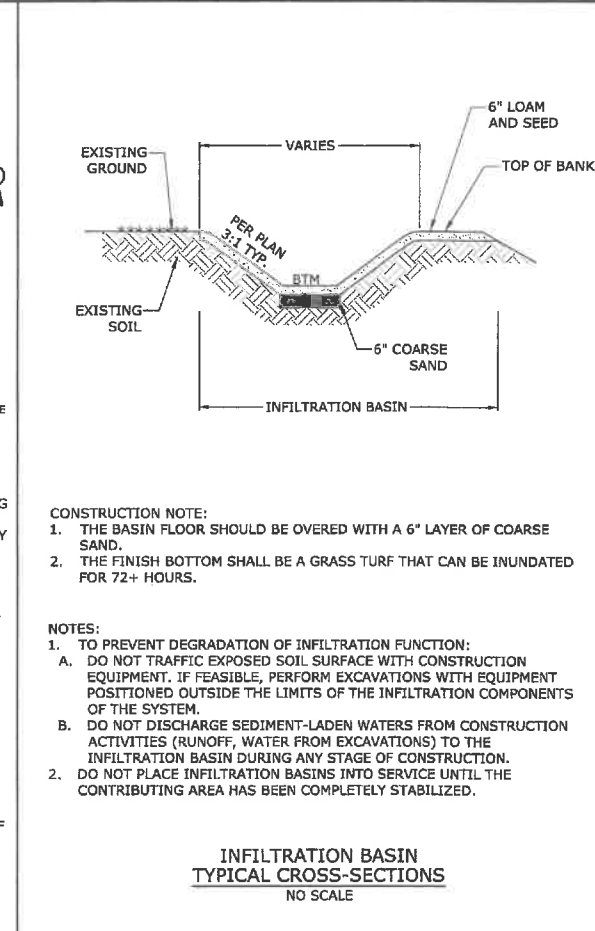 6" LOAM
AND SEED
VARIES
EXISTING
GROUND
TOP OF BANK
PER PLAN
3:1 TYP.
BTM
EXISTING
SOIL
6" COARSE
SAND
INFILTRATION BASIN
CONSTRUCTION NOTE:
1. THE BASIN FLOOR SHOULD BE OVERED WITH A 6" LAYER OF COARSE
SAND.
2. THE FINISH BOTTOM SHALL BE A GRASS TURF THAT CAN BE INUNDATED
FOR 72+ HOURS.
NOTES:
1. TO PREVENT DEGRADATION OF INFILTRATION FUNCTION:
A. DO NOT TRAFFIC EXPOSED SOIL SURFACE WITH CONSTRUCTION
EQUIPMENT. IF FEASIBLE, PERFORM EXCAVATIONS WITH EQUIPMENT
POSITIONED OUTSIDE THE LIMITS OF THE INFILTRATION COMPONENTS
OF THE SYSTEM.
B. DO NOT DISCHARGE SEDIMENT-LADEN WATERS FROM CONSTRUCTION
ACTIVITIES (RUNOFF, WATER FROM EXCAVATIONS) TO THE
INFILTRATION BASIN DURING ANY STAGE OF CONSTRUCTION.
2. DO NOT PLACE INFILTRATION BASINS INTO SERVICE UNTIL THE
CONTRIBUTING AREA HAS BEEN COMPLETELY STABILIZED.
INFILTRATION BASIN
TYPICAL CROSS-SECTIONS
NO SCALE